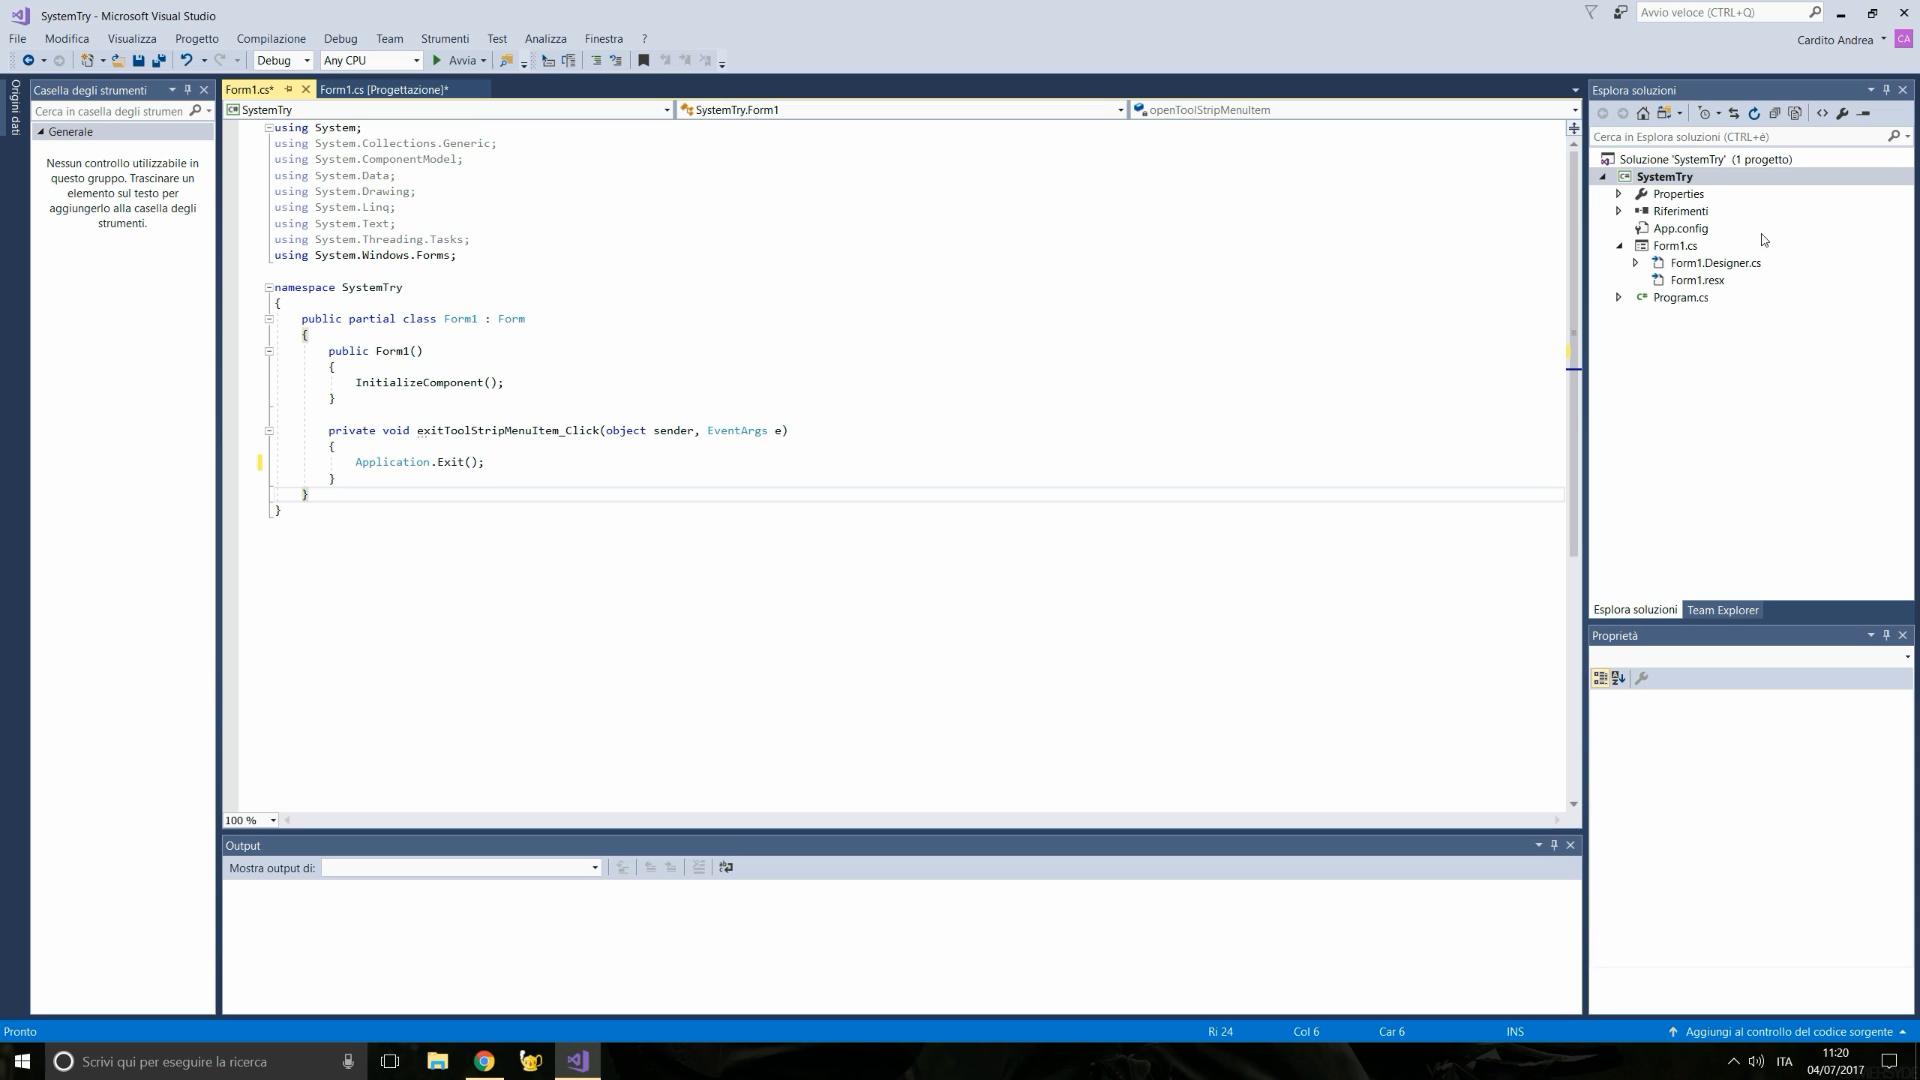 SystemTry - Microsoft Visual Studio
Avvio veloce (CTRL+Q)
File Modifica Visualizza Progetto Compilazione Debug Team Strumenti Test Analizza Finestra ?
Cardito Andrea CA
Debug Any CPU Avvia
Origini dati
Casella degli strumenti
Cerca in casella degli strumen
Generale
Nessun controllo utilizzabile in
questo gruppo. Trascinare un
elemento sul testo per
aggiungerlo alla casella degli
strumenti.
Form1.cs* Form1.cs [Progettazione]*
SystemTry SystemTry.Form1 openToolStripMenuItem
using System;
using System.Collections.Generic;
using System.ComponentModel;
using System.Data;
using System.Drawing;
using System.Linq;
using System.Text;
using System.Threading.Tasks;
using System.Windows.Forms;
namespace SystemTry
{
public partial class Form1 : Form
{
public Form1()
{
InitializeComponent();
}
private void exitToolStripMenuItem_Click(object sender, EventArgs e)
{
Application.Exit();
}
}
}
100 %
Output
Mostra output di:
Esplora soluzioni
Cerca in Esplora soluzioni (CTRL+è)
Soluzione 'SystemTry' (1 progetto)
SystemTry
Properties
Riferimenti
App.config
Form1.cs
Form1.Designer.cs
Form1.resx
Program.cs
Esplora soluzioni Team Explorer
Proprietà
Pronto Ri 24 Col 6 Car 6 INS Aggiungi al controllo del codice sorgente
Scrivi qui per eseguire la ricerca
ITA
11:20
04/07/2017